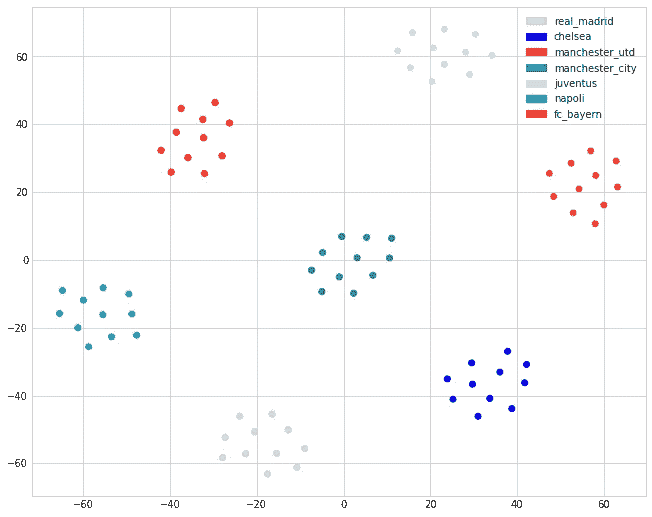 real_madrid
chelsea
manchester_utd
manchester_city
juventus
napoli
fc_bayern
60
40
20
0
−20
−40
−60
−60 −40 −20 0 20 40 60